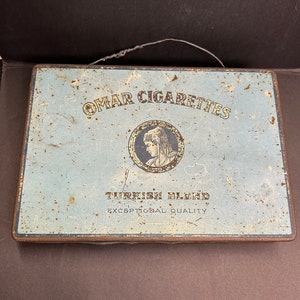 OMAR CIGARETTES
TURKISH BLEND
EXCEPTIONAL QUALITY